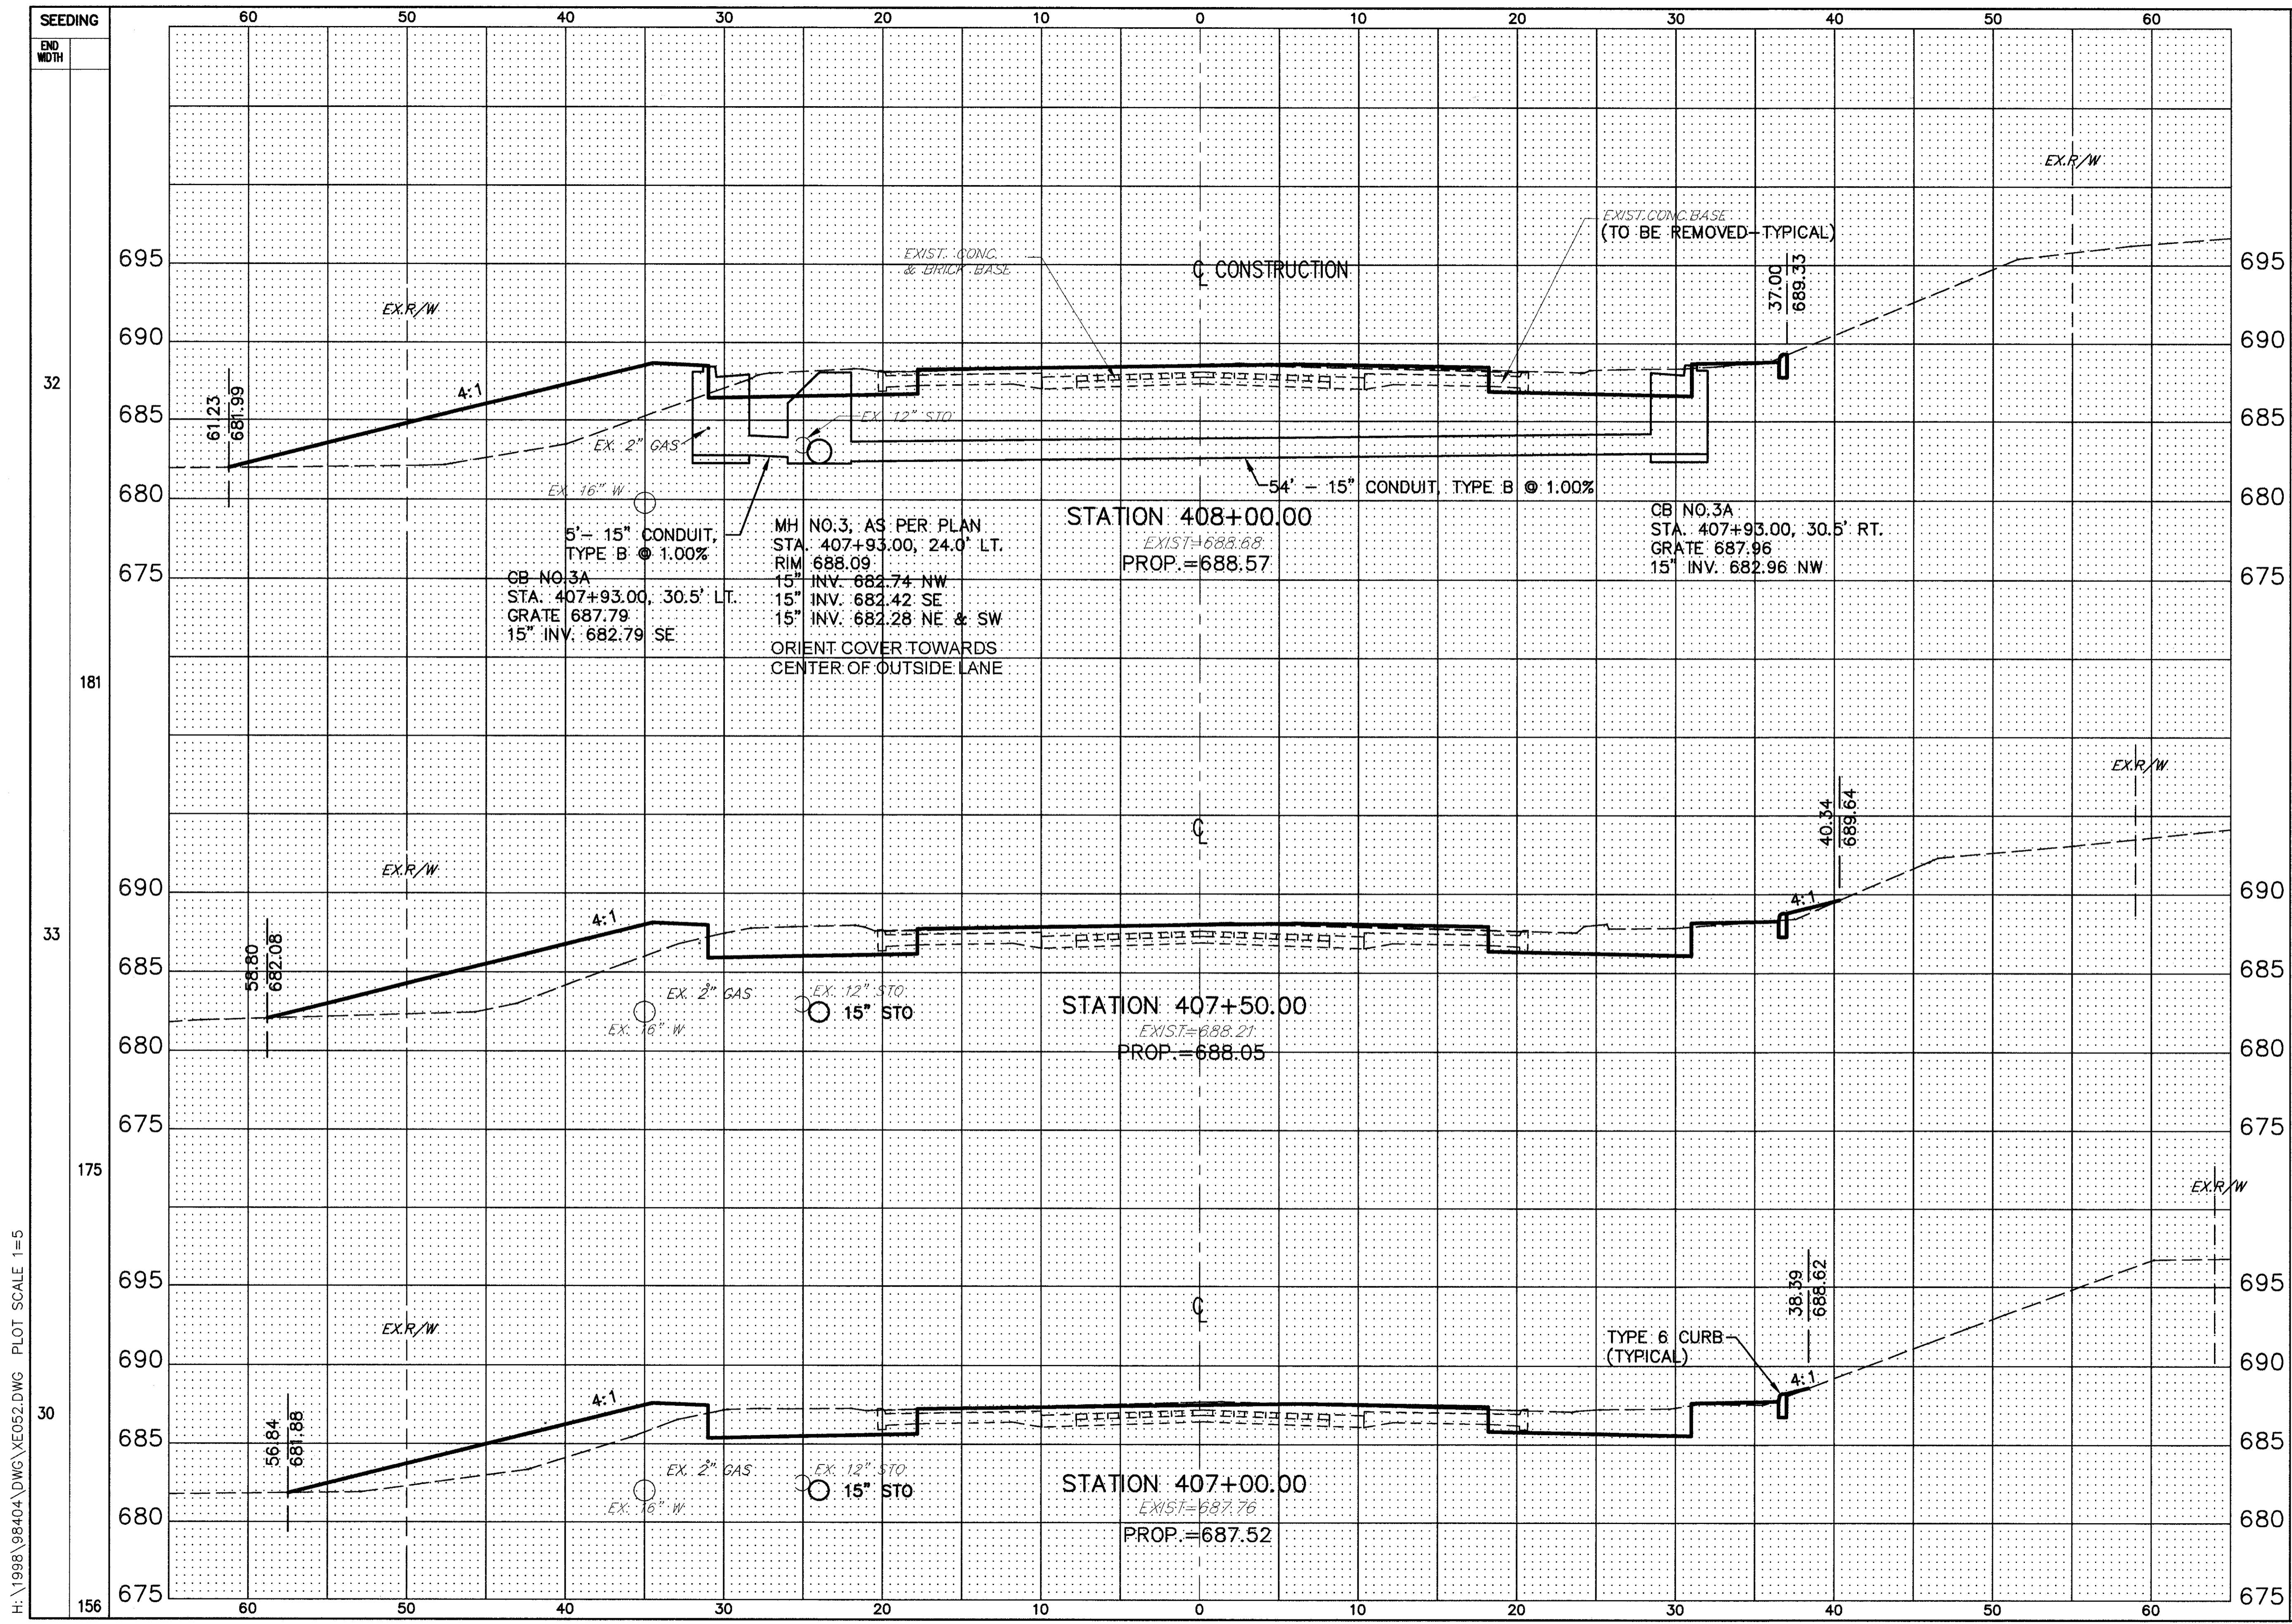 SEEDING
END
WIDTH
60 50 40 30 20 10 0 10 20 30 40 50 60
EX.R/W
EXIST. CONC. BASE
(TO BE REMOVED-TYPICAL)
EXIST. CONC.
& BRICK BASE
℄ CONSTRUCTION
695 695
37.00
689.33
EX.R/W
690 690
32
4:1
61.23
681.99
685 685
EX. 12" STO
EX. 2" GAS
EX. 16" W
54' - 15" CONDUIT, TYPE B @ 1.00%
680 680
5'- 15" CONDUIT,
TYPE B @ 1.00%
MH NO.3, AS PER PLAN
STA. 407+93.00, 24.0' LT.
RIM 688.09
15" INV. 682.74 NW
15" INV. 682.42 SE
15" INV. 682.28 NE & SW
ORIENT COVER TOWARDS
CENTER OF OUTSIDE LANE
STATION 408+00.00
EXIST=688.68
PROP.=688.57
CB NO.3A
STA. 407+93.00, 30.5' RT.
GRATE 687.96
15" INV. 682.96 NW
675 675
CB NO.3A
STA. 407+93.00, 30.5' LT.
GRATE 687.79
15" INV. 682.79 SE
181
EX.R/W
40.34
689.64
℄
EX.R/W
690 690
4:1
4:1
33
58.80
682.08
685 685
EX. 2" GAS
EX. 12" STO
15" STO
EX. 16" W
STATION 407+50.00
EXIST=688.21
PROP.=688.05
680 680
675 675
175
EX.R/W
38.39
688.62
695 695
℄
EX.R/W
TYPE 6 CURB
(TYPICAL)
690 690
4:1
4:1
30
56.84
681.88
685 685
EX. 2" GAS
EX. 12" STO
15" STO
EX. 16" W
STATION 407+00.00
EXIST=687.76
PROP.=687.52
680 680
675 675
156
60 50 40 30 20 10 0 10 20 30 40 50 60
H:\1998\98404\DWG\XE052.DWG PLOT SCALE 1=5